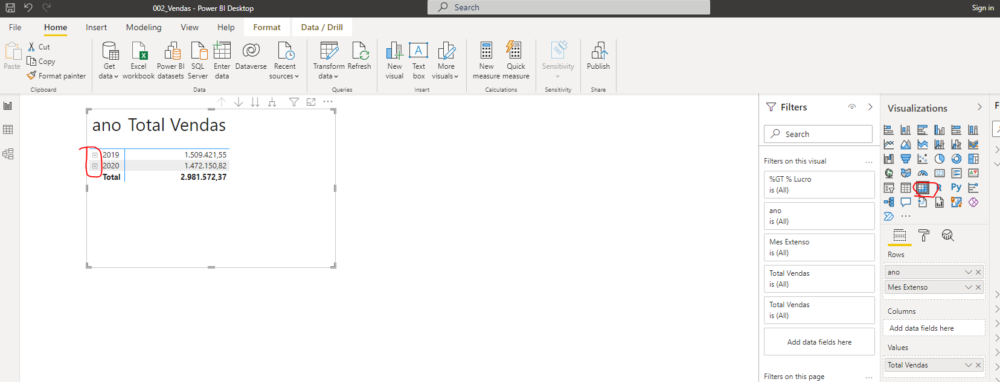 002_Vendas - Power BI Desktop
Search
Sign in
File Home Insert Modeling View Help Format Data / Drill
Paste
Cut
Copy
Format painter
Clipboard
Get data
Excel workbook
Power BI datasets
SQL Server
Enter data
Dataverse
Recent sources
Data
Transform data
Refresh
Queries
New visual
Text box
More visuals
Insert
New measure
Quick measure
Calculations
Sensitivity
Sensitivity
Publish
Share
ano Total Vendas
2019 1.509.421,55
2020 1.472.150,82
Total 2.981.572,37
Filters
Search
Filters on this visual
%GT % Lucro
is (All)
ano
is (All)
Mes Extenso
is (All)
Total Vendas
is (All)
Total Vendas
is (All)
Add data fields here
Filters on this page
Visualizations
123
R
Py
Rows
ano
Mes Extenso
Columns
Add data fields here
Values
Total Vendas
F